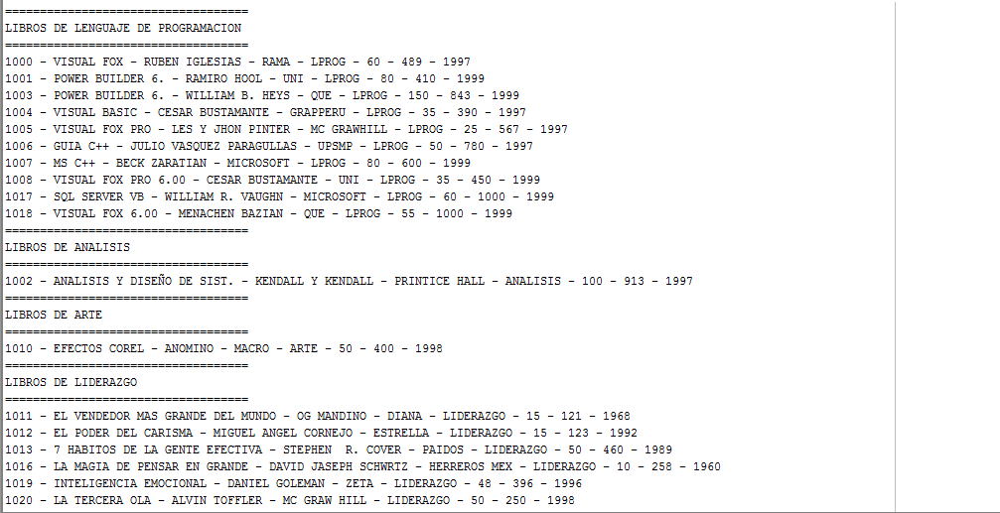 ===================================
LIBROS DE LENGUAJE DE PROGRAMACION
===================================
1000 - VISUAL FOX - RUBEN IGLESIAS - RAMA - LPROG - 60 - 489 - 1997
1001 - POWER BUILDER 6. - RAMIRO HOOL - UNI - LPROG - 80 - 410 - 1999
1003 - POWER BUILDER 6. - WILLIAM B. HEYS - QUE - LPROG - 150 - 843 - 1999
1004 - VISUAL BASIC - CESAR BUSTAMANTE - GRAPPERU - LPROG - 35 - 390 - 1997
1005 - VISUAL FOX PRO - LES Y JHON PINTER - MC GRAWHILL - LPROG - 25 - 567 - 1997
1006 - GUIA C++ - JULIO VASQUEZ PARAGULLAS - UPSMP - LPROG - 50 - 780 - 1997
1007 - MS C++ - BECK ZARATIAN - MICROSOFT - LPROG - 80 - 600 - 1999
1008 - VISUAL FOX PRO 6.00 - CESAR BUSTAMANTE - UNI - LPROG - 35 - 450 - 1999
1017 - SQL SERVER VB - WILLIAM R. VAUGHN - MICROSOFT - LPROG - 60 - 1000 - 1999
1018 - VISUAL FOX 6.00 - MENACHEN BAZIAN - QUE - LPROG - 55 - 1000 - 1999
===================================
LIBROS DE ANALISIS
===================================
1002 - ANALISIS Y DISEÑO DE SIST. - KENDALL Y KENDALL - PRINTICE HALL - ANALISIS - 100 - 913 - 1997
===================================
LIBROS DE ARTE
===================================
1010 - EFECTOS COREL - ANOMINO - MACRO - ARTE - 50 - 400 - 1998
===================================
LIBROS DE LIDERAZGO
===================================
1011 - EL VENDEDOR MAS GRANDE DEL MUNDO - OG MANDINO - DIANA - LIDERAZGO - 15 - 121 - 1968
1012 - EL PODER DEL CARISMA - MIGUEL ANGEL CORNEJO - ESTRELLA - LIDERAZGO - 15 - 123 - 1992
1013 - 7 HABITOS DE LA GENTE EFECTIVA - STEPHEN  R. COVER - PAIDOS - LIDERAZGO - 50 - 460 - 1989
1016 - LA MAGIA DE PENSAR EN GRANDE - DAVID JASEPH SCHWRTZ - HERREROS MEX - LIDERAZGO - 10 - 258 - 1960
1019 - INTELIGENCIA EMOCIONAL - DANIEL GOLEMAN - ZETA - LIDERAZGO - 48 - 396 - 1996
1020 - LA TERCERA OLA - ALVIN TOFFLER - MC GRAW HILL - LIDERAZGO - 50 - 250 - 1998